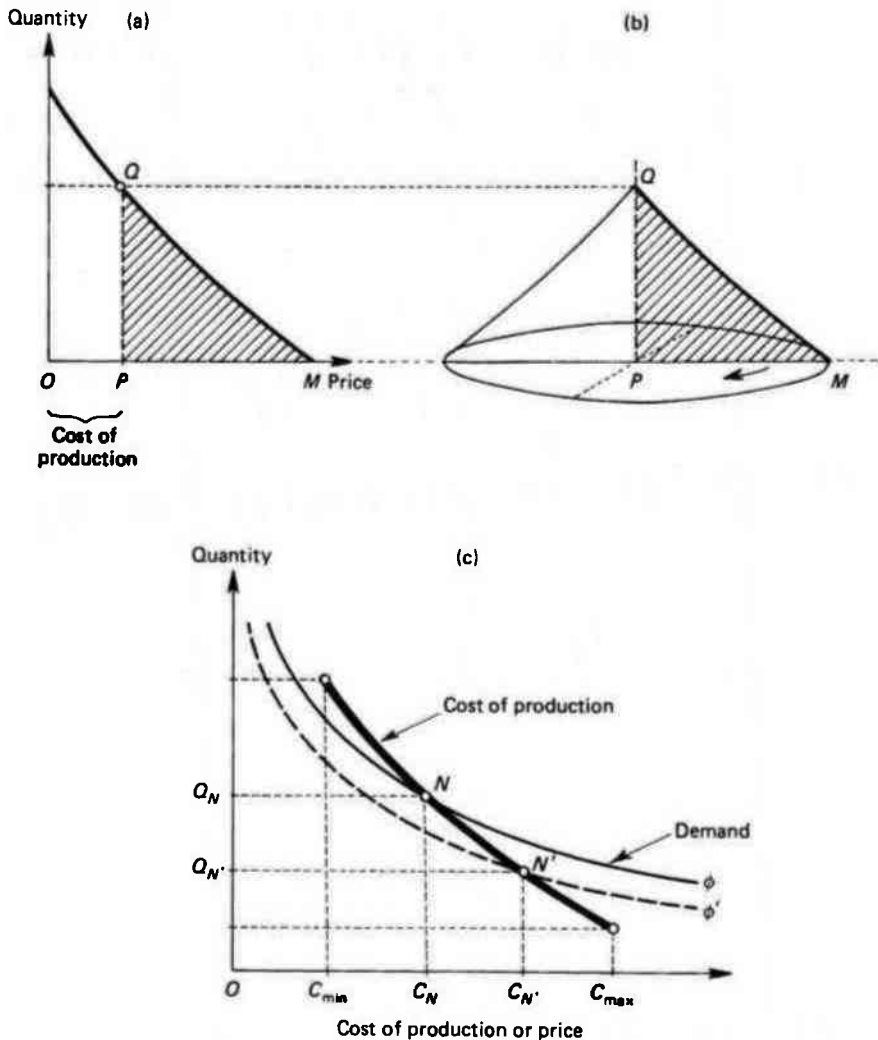 Quantity (a) (b)
Q Q
O P M Price P M
Cost of
production
Quantity (c)
Cost of production
Q_N N
Demand
Q_N' N'
ϕ
ϕ'
O C_min C_N C_N' C_max
Cost of production or price